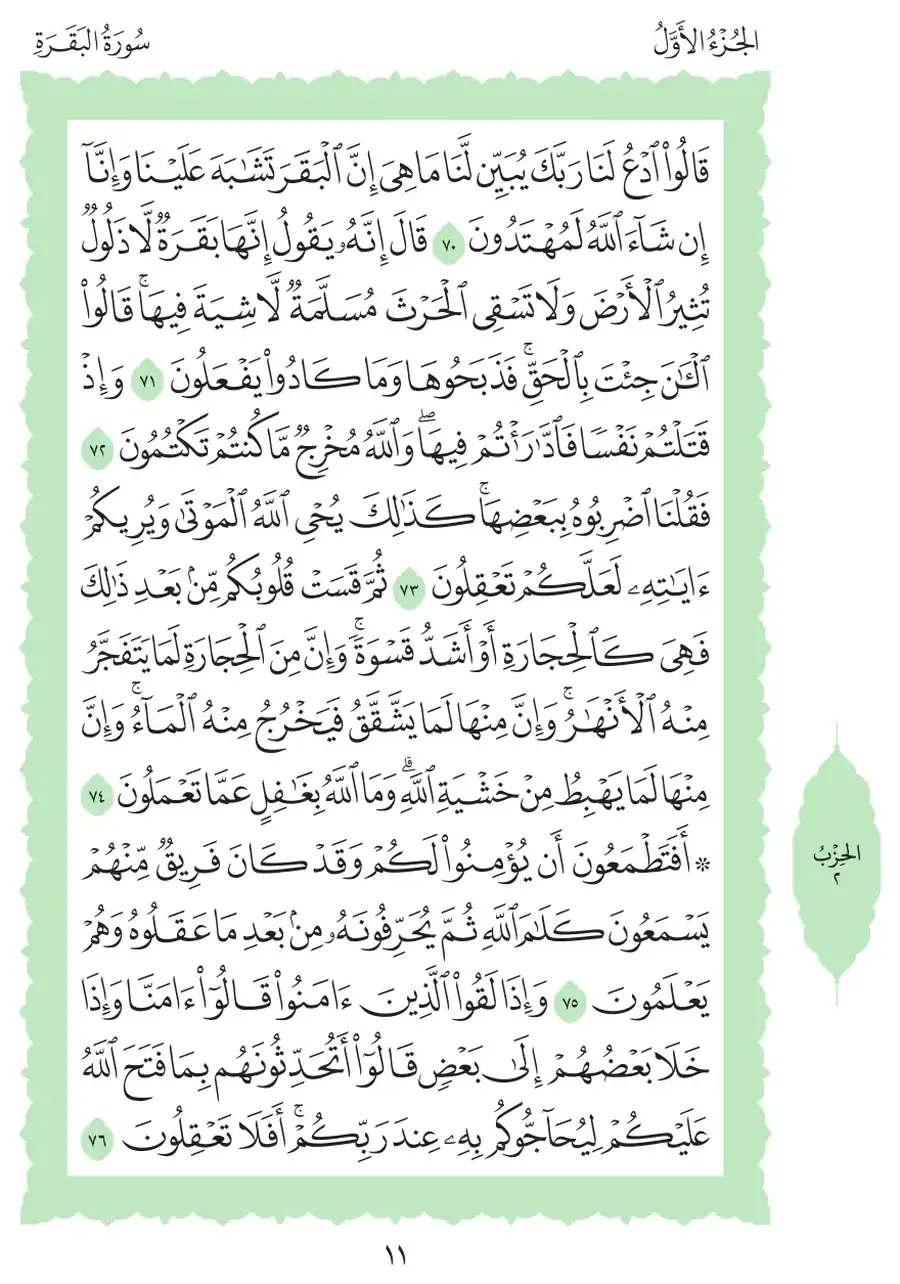 الجُزْءُ الأَوَّلُ
سُورَةُ البَقَرَةِ
قَالُواْ ٱدۡعُ لَنَا رَبَّكَ يُبَيِّن لَّنَا مَا هِيَ إِنَّ ٱلۡبَقَرَ تَشَٰبَهَ عَلَيۡنَا وَإِنَّآ
إِن شَآءَ ٱللَّهُ لَمُهۡتَدُونَ ٧٠ قَالَ إِنَّهُۥ يَقُولُ إِنَّهَا بَقَرَةٞ لَّا ذَلُولٞ
تُثِيرُ ٱلۡأَرۡضَ وَلَا تَسۡقِي ٱلۡحَرۡثَ مُسَلَّمَةٞ لَّا شِيَةَ فِيهَاۚ قَالُواْ
ٱلۡـَٰٔنَ جِئۡتَ بِٱلۡحَقِّۚ فَذَبَحُوهَا وَمَا كَادُواْ يَفۡعَلُونَ ٧١ وَإِذۡ
قَتَلۡتُمۡ نَفۡسٗا فَٱدَّٰرَٰٔتُمۡ فِيهَاۖ وَٱللَّهُ مُخۡرِجٞ مَّا كُنتُمۡ تَكۡتُمُونَ ٧٢
فَقُلۡنَا ٱضۡرِبُوهُ بِبَعۡضِهَاۚ كَذَٰلِكَ يُحۡيِ ٱللَّهُ ٱلۡمَوۡتَىٰ وَيُرِيكُمۡ
ءَايَٰتِهِۦ لَعَلَّكُمۡ تَعۡقِلُونَ ٧٣ ثُمَّ قَسَتۡ قُلُوبُكُم مِّنۢ بَعۡدِ ذَٰلِكَ
فَهِيَ كَٱلۡحِجَارَةِ أَوۡ أَشَدُّ قَسۡوَةٗۚ وَإِنَّ مِنَ ٱلۡحِجَارَةِ لَمَا يَتَفَجَّرُ
مِنۡهُ ٱلۡأَنۡهَٰرُۚ وَإِنَّ مِنۡهَا لَمَا يَشَّقَّقُ فَيَخۡرُجُ مِنۡهُ ٱلۡمَآءُۚ وَإِنَّ
مِنۡهَا لَمَا يَهۡبِطُ مِنۡ خَشۡيَةِ ٱللَّهِۗ وَمَا ٱللَّهُ بِغَٰفِلٍ عَمَّا تَعۡمَلُونَ ٧٤
* أَفَتَطۡمَعُونَ أَن يُؤۡمِنُواْ لَكُمۡ وَقَدۡ كَانَ فَرِيقٞ مِّنۡهُمۡ
يَسۡمَعُونَ كَلَٰمَ ٱللَّهِ ثُمَّ يُحَرِّفُونَهُۥ مِنۢ بَعۡدِ مَا عَقَلُوهُ وَهُمۡ
يَعۡلَمُونَ ٧٥ وَإِذَا لَقُواْ ٱلَّذِينَ ءَامَنُواْ قَالُوٓاْ ءَامَنَّا وَإِذَا
خَلَا بَعۡضُهُمۡ إِلَىٰ بَعۡضٖ قَالُوٓاْ أَتُحَدِّثُونَهُم بِمَا فَتَحَ ٱللَّهُ
عَلَيۡكُمۡ لِيُحَآجُّوكُم بِهِۦ عِندَ رَبِّكُمۡۚ أَفَلَا تَعۡقِلُونَ ٧٦
الحِزْبُ
٢
١١